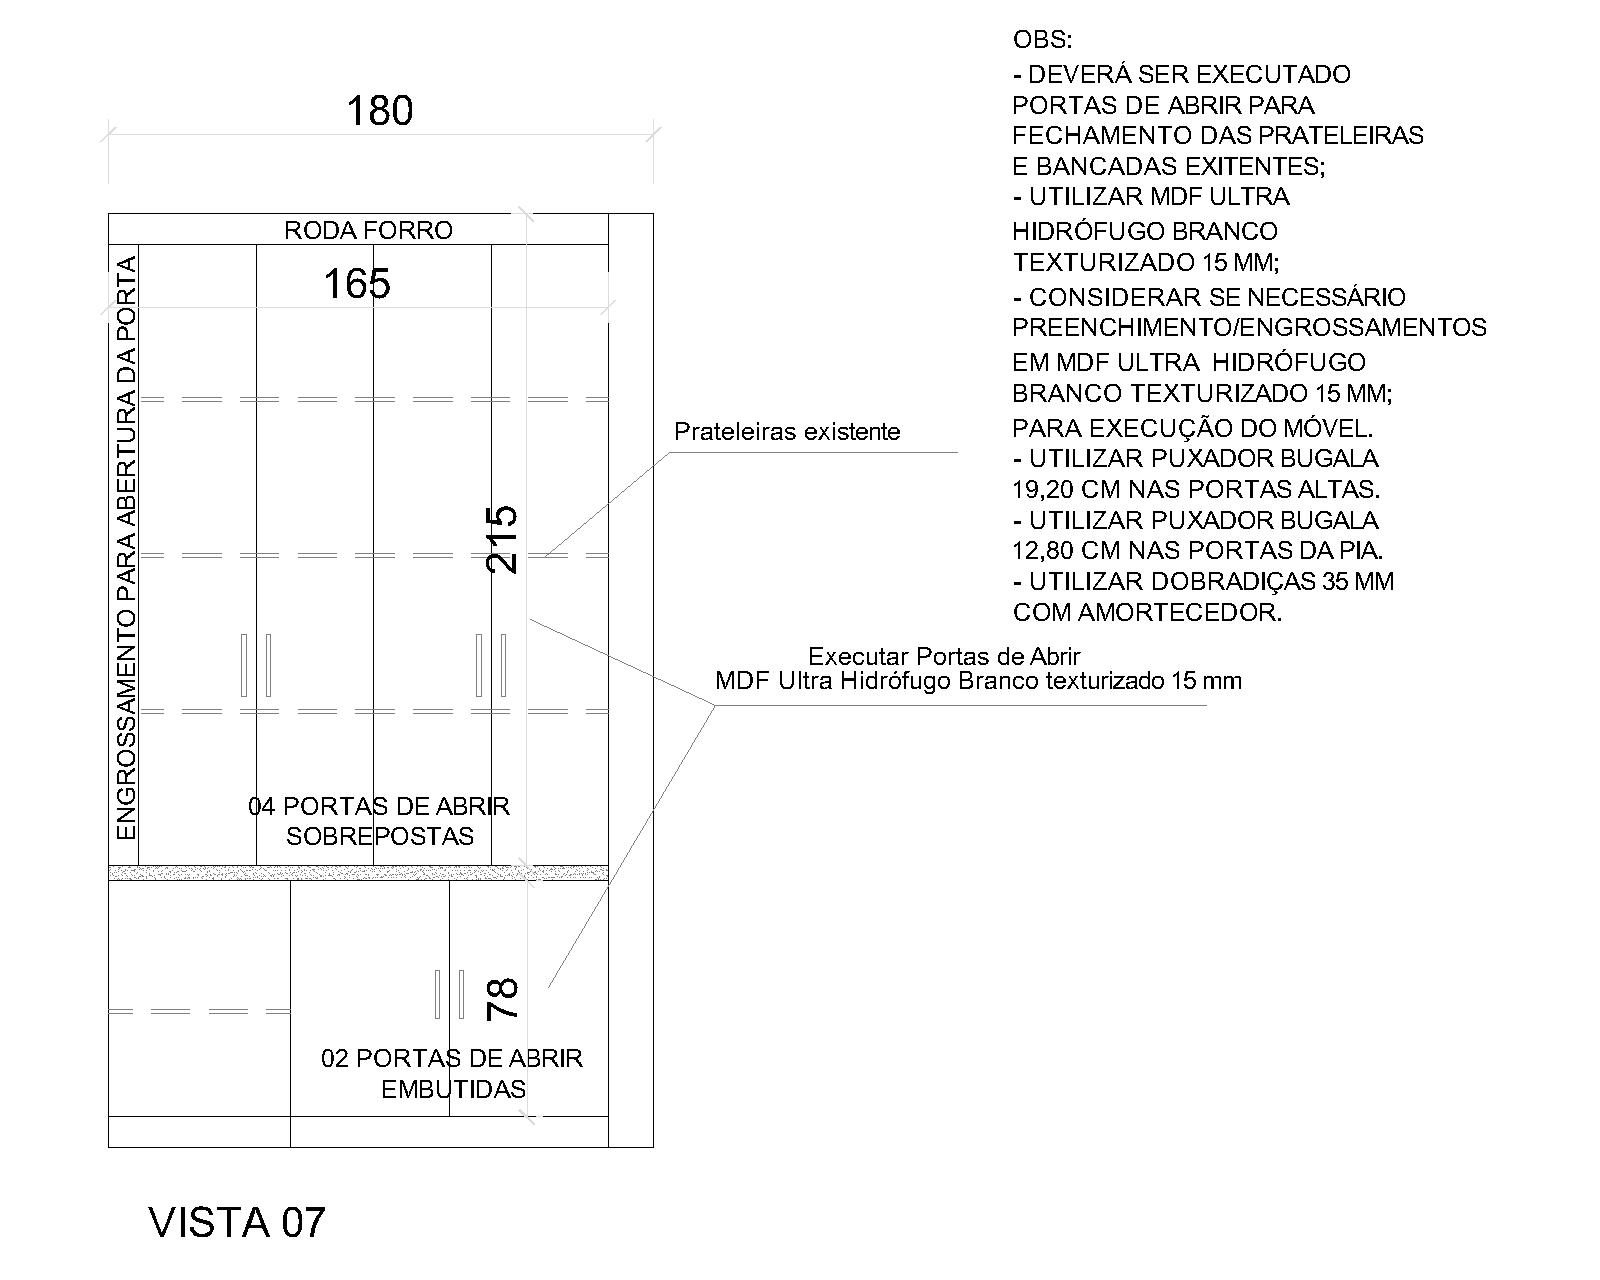 OBS:
- DEVERÁ SER EXECUTADO
PORTAS DE ABRIR PARA
FECHAMENTO DAS PRATELEIRAS
E BANCADAS EXITENTES;
- UTILIZAR MDF ULTRA
HIDRÓFUGO BRANCO
TEXTURIZADO 15 MM;
- CONSIDERAR SE NECESSÁRIO
PREENCHIMENTO/ENGROSSAMENTOS
EM MDF ULTRA HIDRÓFUGO
BRANCO TEXTURIZADO 15 MM;
PARA EXECUÇÃO DO MÓVEL.
- UTILIZAR PUXADOR BUGALA
19,20 CM NAS PORTAS ALTAS.
- UTILIZAR PUXADOR BUGALA
12,80 CM NAS PORTAS DA PIA.
- UTILIZAR DOBRADIÇAS 35 MM
COM AMORTECEDOR.
180
RODA FORRO
165
ENGROSSAMENTO PARA ABERTURA DA PORTA
Prateleiras existente
215
Executar Portas de Abrir
MDF Ultra Hidrófugo Branco texturizado 15 mm
04 PORTAS DE ABRIR
SOBREPOSTAS
78
02 PORTAS DE ABRIR
EMBUTIDAS
VISTA 07